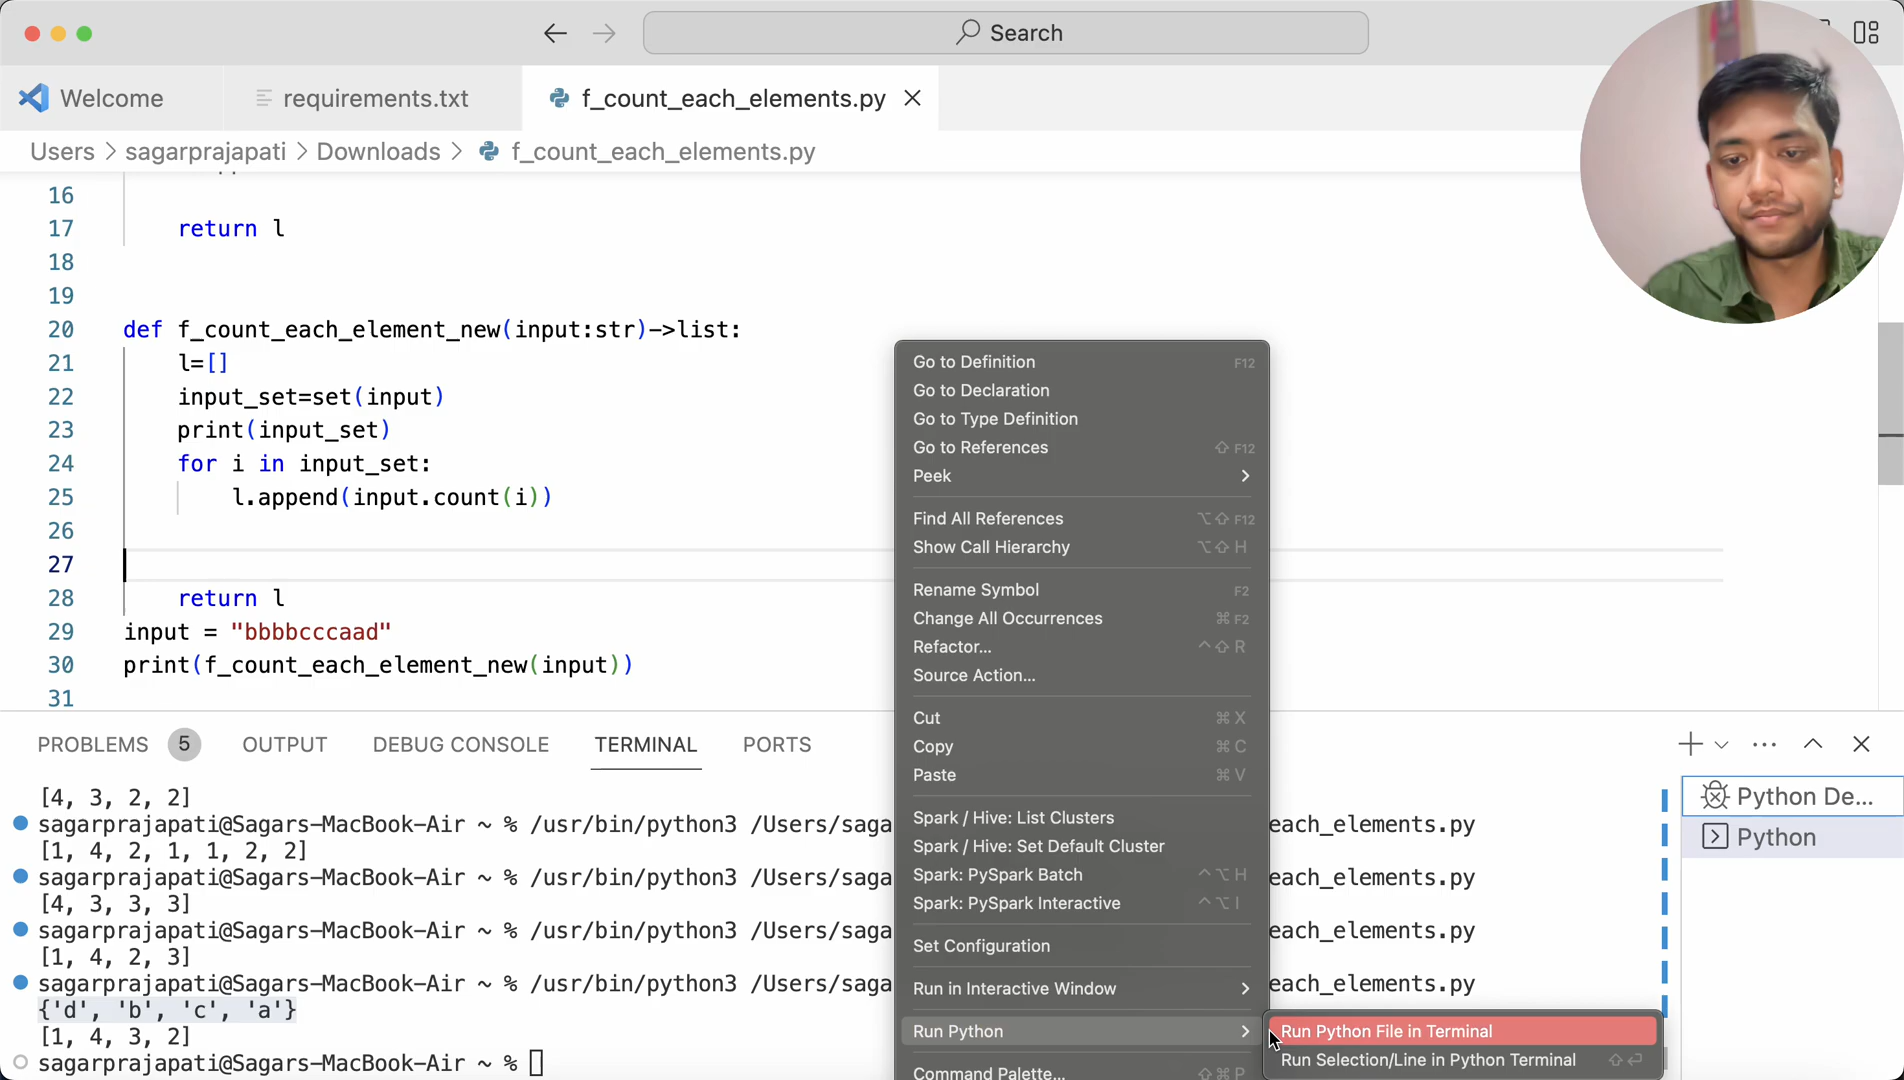 Search
Welcome
requirements.txt
f_count_each_elements.py
Users > sagarprajapati > Downloads > f_count_each_elements.py
16
17 return l
18
19
20 def f_count_each_element_new(input:str)->list:
21 l=[]
22 input_set=set(input)
23 print(input_set)
24 for i in input_set:
25 l.append(input.count(i))
26
27
28 return l
29 input = "bbbbcccaad"
30 print(f_count_each_element_new(input))
31
Go to Definition F12
Go to Declaration
Go to Type Definition
Go to References ⇧ F12
Peek
Find All References ⌥⇧ F12
Show Call Hierarchy ⌥⇧ H
Rename Symbol F2
Change All Occurrences ⌘ F2
Refactor... ^⇧ R
Source Action...
Cut ⌘ X
Copy ⌘ C
Paste ⌘ V
Spark / Hive: List Clusters
Spark / Hive: Set Default Cluster
Spark: PySpark Batch ^⌥ H
Spark: PySpark Interactive ^⌥ I
Set Configuration
Run in Interactive Window
Run Python
Command Palette... ⇧⌘ P
Run Python File in Terminal
Run Selection/Line in Python Terminal ⇧⏎
PROBLEMS 5 OUTPUT DEBUG CONSOLE TERMINAL PORTS
[4, 3, 2, 2]
sagarprajapati@Sagars-MacBook-Air ~ % /usr/bin/python3 /Users/saga each_elements.py
[1, 4, 2, 1, 1, 2, 2]
sagarprajapati@Sagars-MacBook-Air ~ % /usr/bin/python3 /Users/saga each_elements.py
[4, 3, 3, 3]
sagarprajapati@Sagars-MacBook-Air ~ % /usr/bin/python3 /Users/saga each_elements.py
[1, 4, 2, 3]
sagarprajapati@Sagars-MacBook-Air ~ % /usr/bin/python3 /Users/saga each_elements.py
{'d', 'b', 'c', 'a'}
[1, 4, 3, 2]
sagarprajapati@Sagars-MacBook-Air ~ %
Python De...
Python